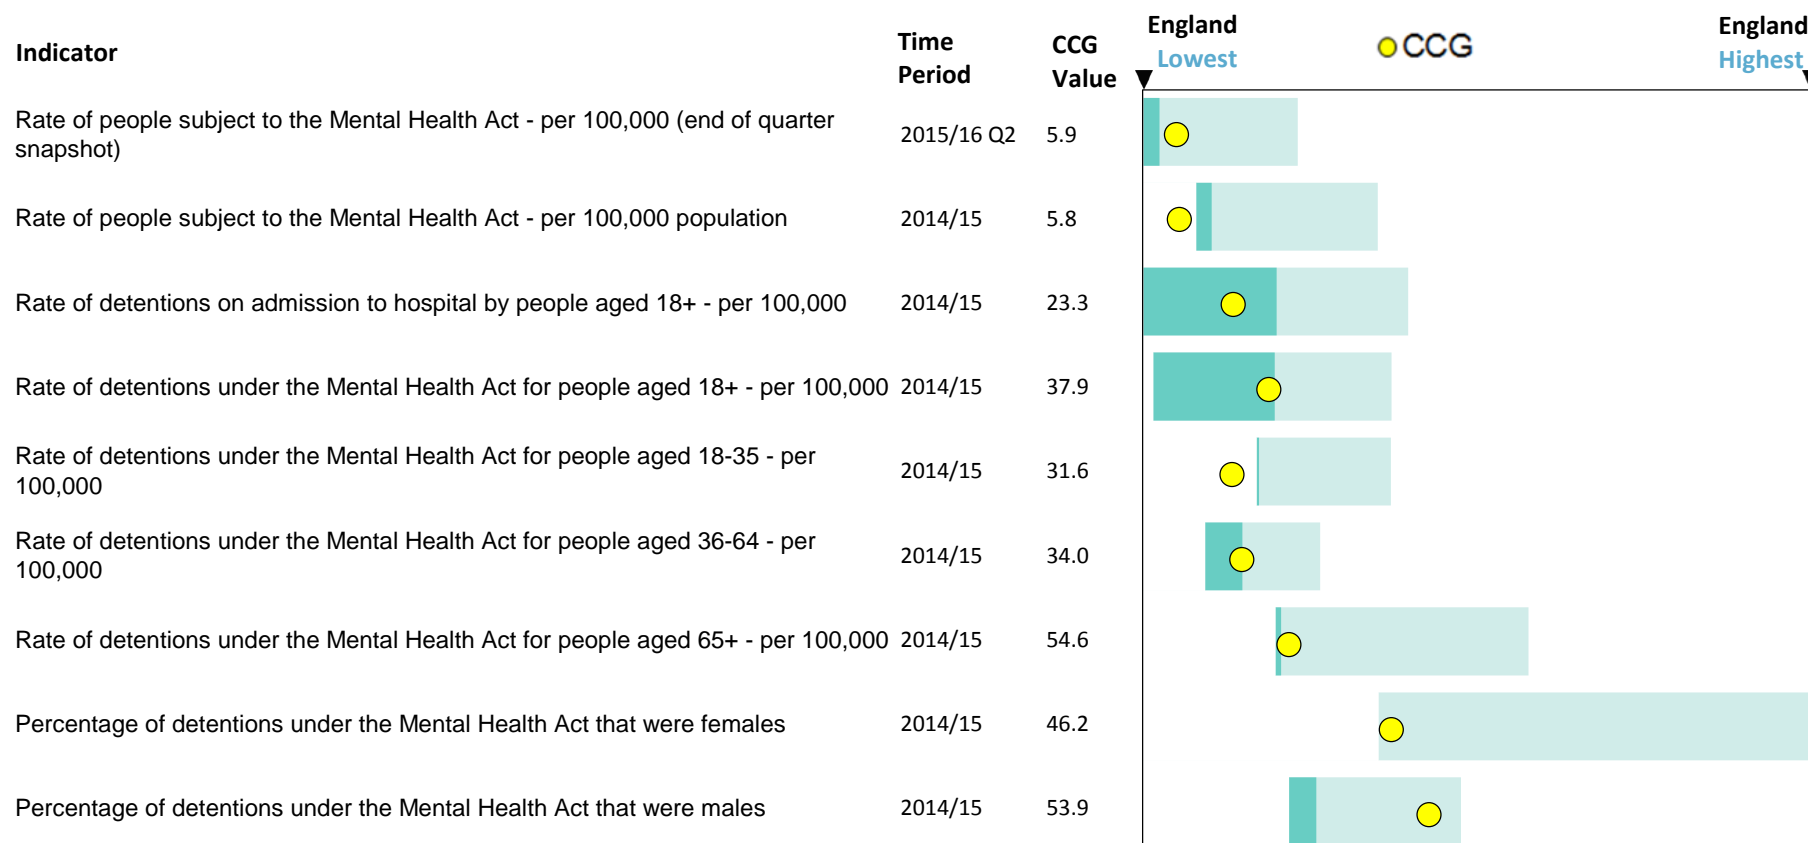 Indicator
Time
Period
CCG
Value
England
Lowest
CCG
England
Highest
Rate of people subject to the Mental Health Act - per 100,000 (end of quarter
snapshot)
2015/16 Q2
5.9
Rate of people subject to the Mental Health Act - per 100,000 population
2014/15
5.8
Rate of detentions on admission to hospital by people aged 18+ - per 100,000
2014/15
23.3
Rate of detentions under the Mental Health Act for people aged 18+ - per 100,000
2014/15
37.9
Rate of detentions under the Mental Health Act for people aged 18-35 - per
100,000
2014/15
31.6
Rate of detentions under the Mental Health Act for people aged 36-64 - per
100,000
2014/15
34.0
Rate of detentions under the Mental Health Act for people aged 65+ - per 100,000
2014/15
54.6
Percentage of detentions under the Mental Health Act that were females
2014/15
46.2
Percentage of detentions under the Mental Health Act that were males
2014/15
53.9